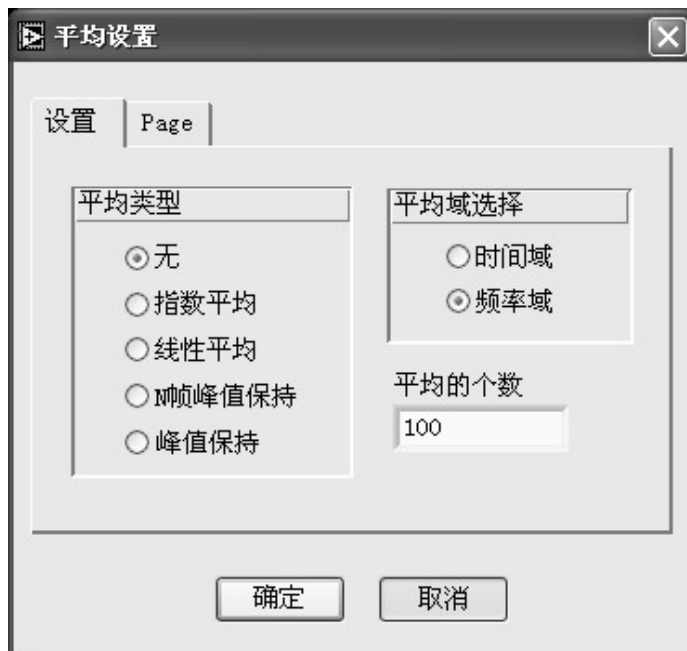 平均设置
设置
Page
平均类型
无
指数平均
线性平均
N帧峰值保持
峰值保持
平均域选择
时间域
频率域
平均的个数
100
确定
取消